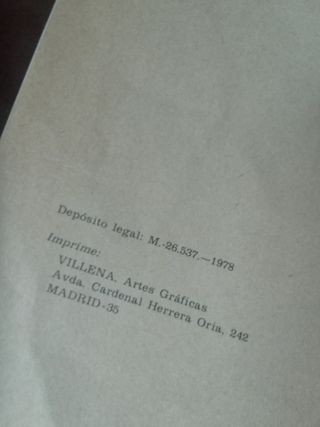 Depósito legal: M.-26.537.—1978
Imprime:
VILLENA, Artes Gráficas
Avda. Cardenal Herrera Oria, 242
MADRID-35